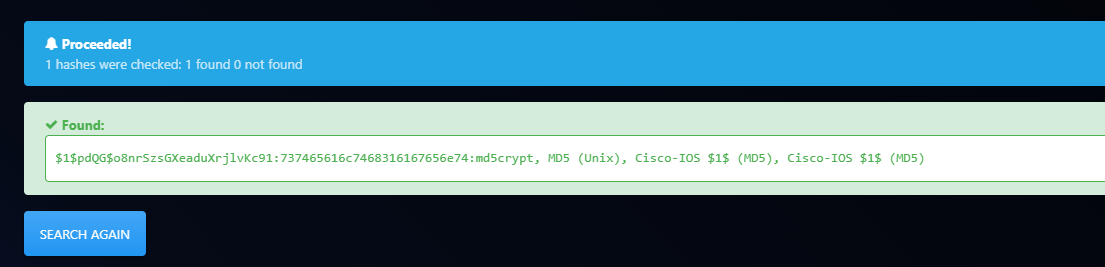 Proceeded!
1 hashes were checked: 1 found 0 not found
Found:
$1$pdQG$o8nrSzsGXeaduXrjlvKc91:737465616c7468316167656e74:md5crypt, MD5 (Unix), Cisco-IOS $1$ (MD5), Cisco-IOS $1$ (MD5)
SEARCH AGAIN